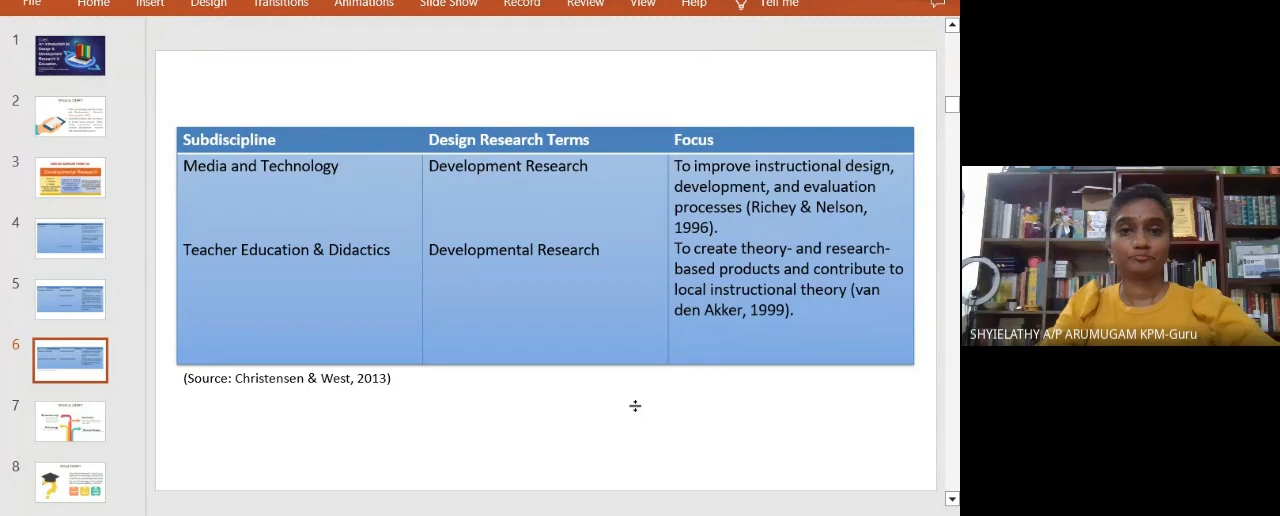 File Home Insert Design Transitions Animations Slide Show Record Review View Help Tell me
1
2
3
4
5
6
7
8
Subdiscipline Design Research Terms Focus
Media and Technology Development Research To improve instructional design,
development, and evaluation
processes (Richey & Nelson,
1996).
Teacher Education & Didactics Developmental Research To create theory- and research-
based products and contribute to
local instructional theory (van
den Akker, 1999).
(Source: Christensen & West, 2013)
SHYIELATHY A/P ARUMUGAM KPM-Guru